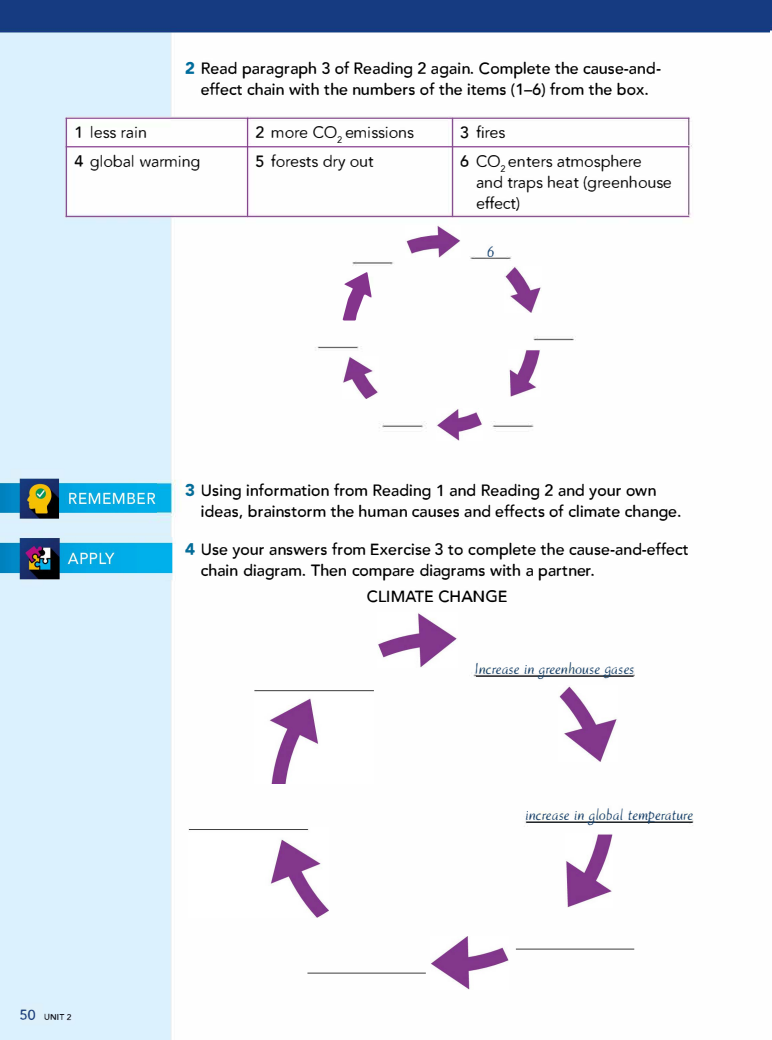 2 Read paragraph 3 of Reading 2 again. Complete the cause-and-
effect chain with the numbers of the items (1–6) from the box.
1 less rain
2 more CO₂ emissions
3 fires
4 global warming
5 forests dry out
6 CO₂ enters atmosphere
and traps heat (greenhouse
effect)
6
REMEMBER
3 Using information from Reading 1 and Reading 2 and your own
ideas, brainstorm the human causes and effects of climate change.
APPLY
4 Use your answers from Exercise 3 to complete the cause-and-effect
chain diagram. Then compare diagrams with a partner.
CLIMATE CHANGE
Increase in greenhouse gases
increase in global temperature
50 UNIT 2